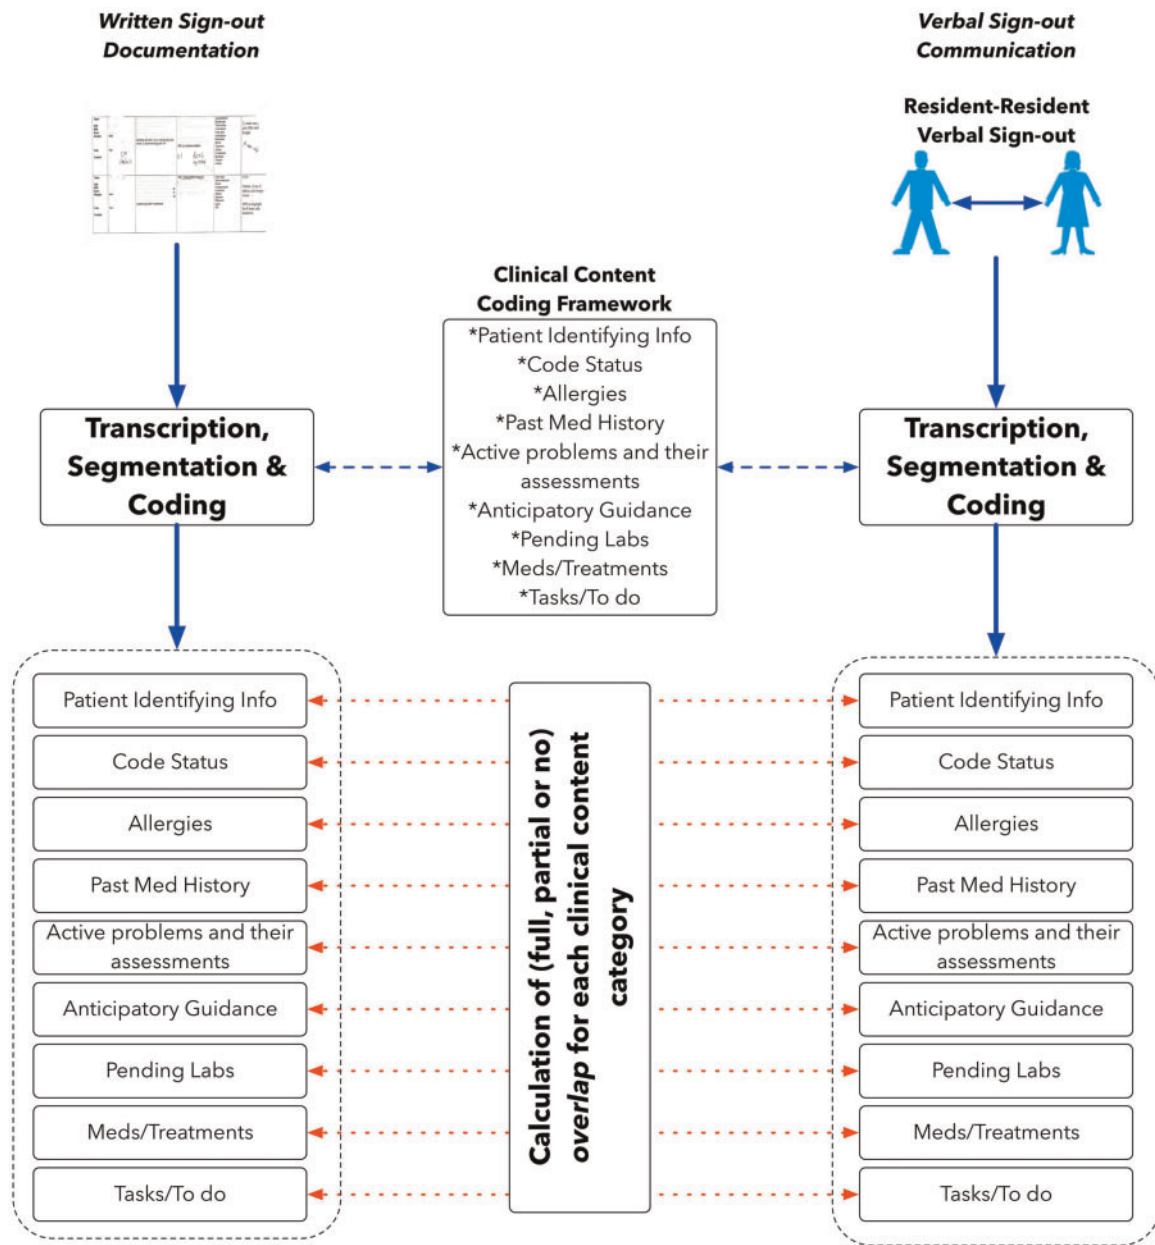 Written Sign-out
Documentation
Verbal Sign-out
Communication
Resident-Resident
Verbal Sign-out
Clinical Content
Coding Framework
*Patient Identifying Info
*Code Status
*Allergies
*Past Med History
*Active problems and their
assessments
*Anticipatory Guidance
*Pending Labs
*Meds/Treatments
*Tasks/To do
Transcription,
Segmentation &
Coding
Transcription,
Segmentation &
Coding
Patient Identifying Info
Code Status
Allergies
Past Med History
Active problems and their
assessments
Anticipatory Guidance
Pending Labs
Meds/Treatments
Tasks/To do
Calculation of (full, partial or no)
overlap for each clinical content
category
Patient Identifying Info
Code Status
Allergies
Past Med History
Active problems and their
assessments
Anticipatory Guidance
Pending Labs
Meds/Treatments
Tasks/To do